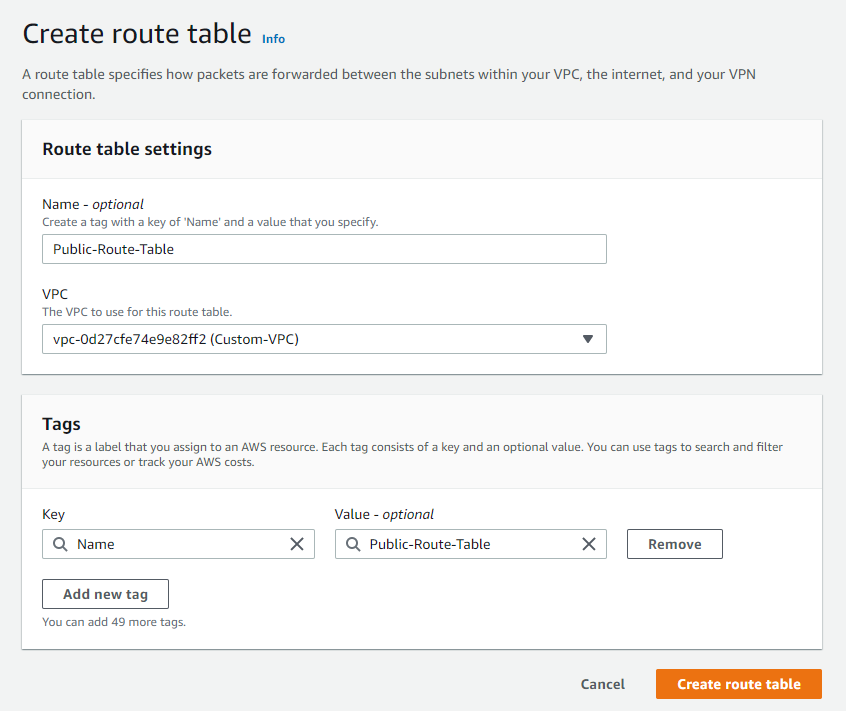 Create route table Info
A route table specifies how packets are forwarded between the subnets within your VPC, the internet, and your VPN
connection.
Route table settings
Name - optional
Create a tag with a key of 'Name' and a value that you specify.
Public-Route-Table
VPC
The VPC to use for this route table.
vpc-0d27cfe74e9e82ff2 (Custom-VPC)
Tags
A tag is a label that you assign to an AWS resource. Each tag consists of a key and an optional value. You can use tags to search and filter
your resources or track your AWS costs.
Key Value - optional
Name Public-Route-Table Remove
Add new tag
You can add 49 more tags.
Cancel Create route table